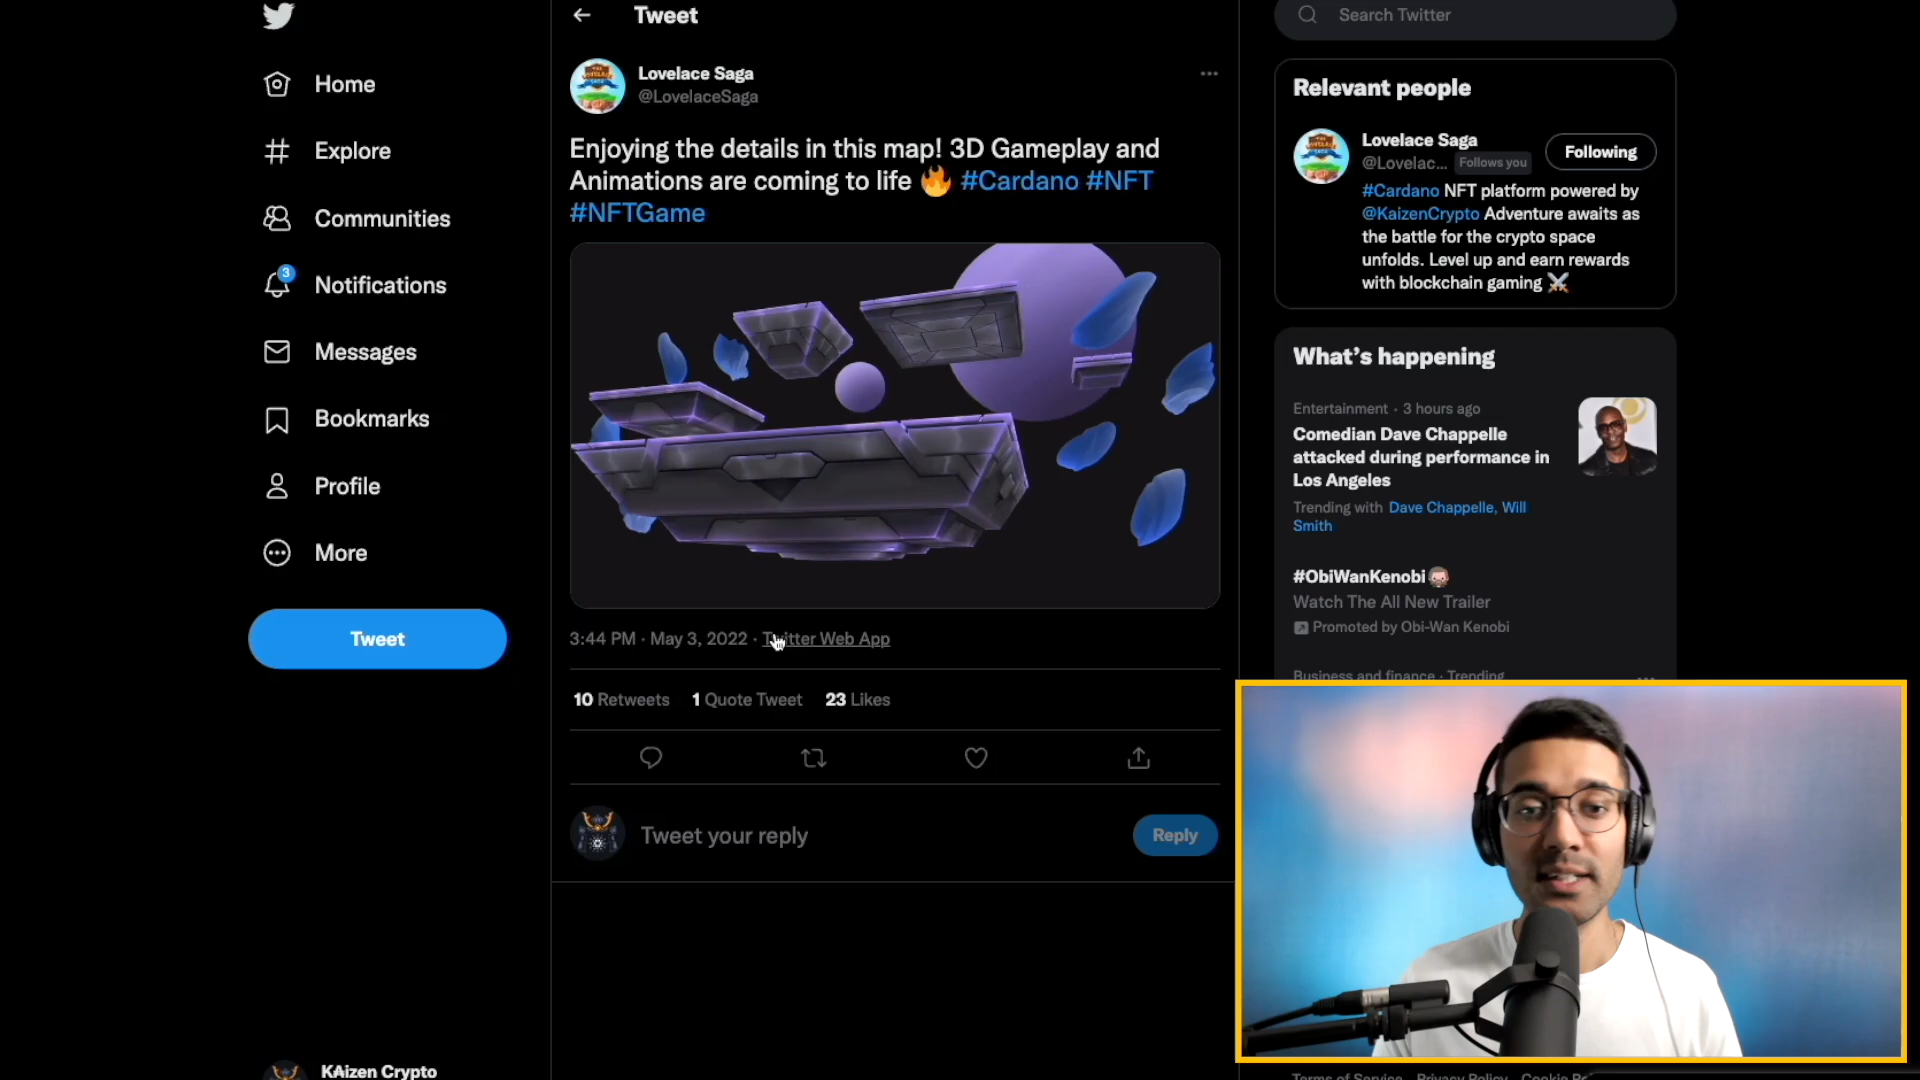 Tweet
Search Twitter
Home
Explore
Communities
3
Notifications
Messages
Bookmarks
Profile
More
Tweet
KAizen Crypto
Lovelace Saga
@LovelaceSaga
Enjoying the details in this map! 3D Gameplay and
Animations are coming to life 🔥 #Cardano #NFT
#NFTGame
3:44 PM · May 3, 2022 · Twitter Web App
10 Retweets 1 Quote Tweet 23 Likes
Tweet your reply
Reply
Relevant people
Lovelace Saga
@Lovelac... Follows you
Following
#Cardano NFT platform powered by
@KaizenCrypto Adventure awaits as
the battle for the crypto space
unfolds. Level up and earn rewards
with blockchain gaming ⚔️
What's happening
Entertainment · 3 hours ago
Comedian Dave Chappelle
attacked during performance in
Los Angeles
Trending with Dave Chappelle, Will
Smith
#ObiWanKenobi
Watch The All New Trailer
Promoted by Obi-Wan Kenobi
Business and finance · Trending
Terms of Service Privacy Policy